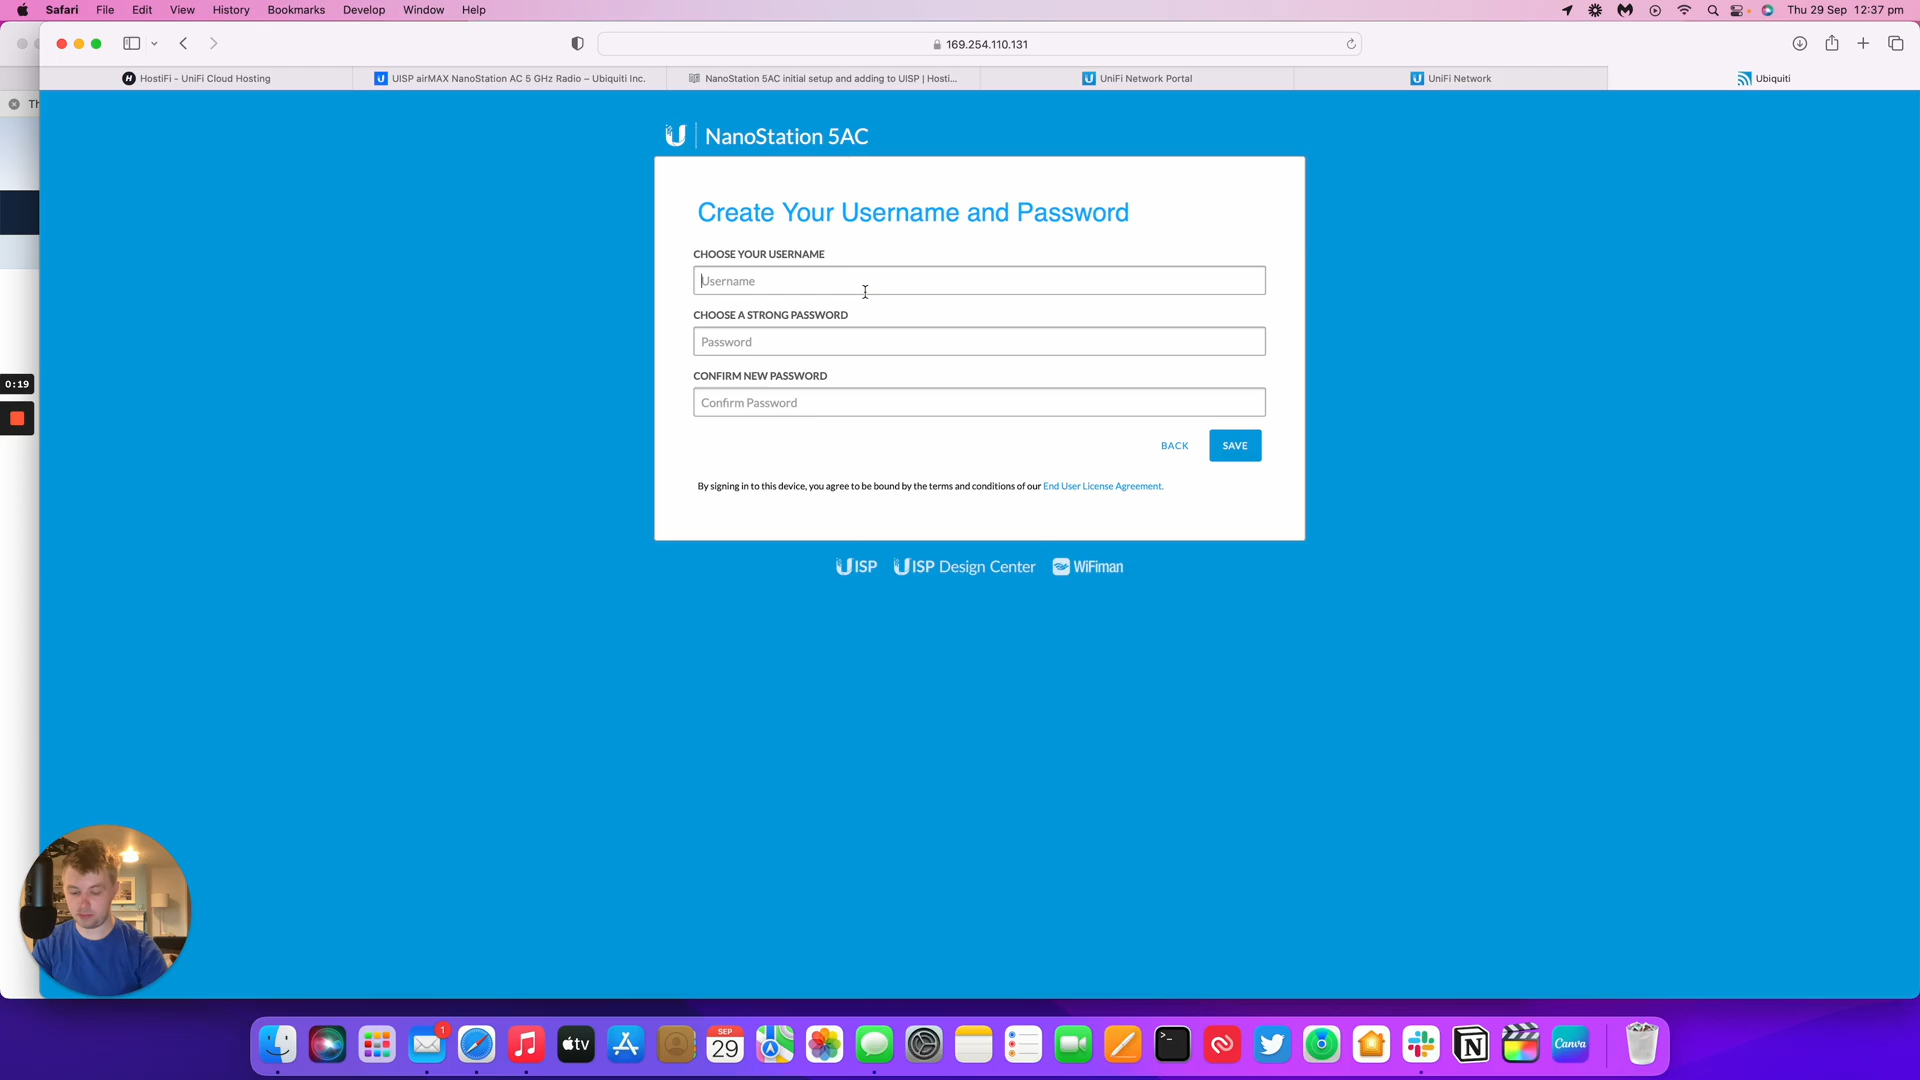 Safari File Edit View History Bookmarks Develop Window Help
Thu 29 Sep 12:37 pm
169.254.110.131
HostiFi - UniFi Cloud Hosting
UISP airMAX NanoStation AC 5 GHz Radio – Ubiquiti Inc.
NanoStation 5AC initial setup and adding to UISP | Hosti...
UniFi Network Portal
UniFi Network
Ubiquiti
Th
NanoStation 5AC
Create Your Username and Password
CHOOSE YOUR USERNAME
Username
CHOOSE A STRONG PASSWORD
Password
CONFIRM NEW PASSWORD
Confirm Password
BACK SAVE
By signing in to this device, you agree to be bound by the terms and conditions of our End User License Agreement.
UISP UISP Design Center WiFiman
0:19
1
tv
SEP
29
Canva